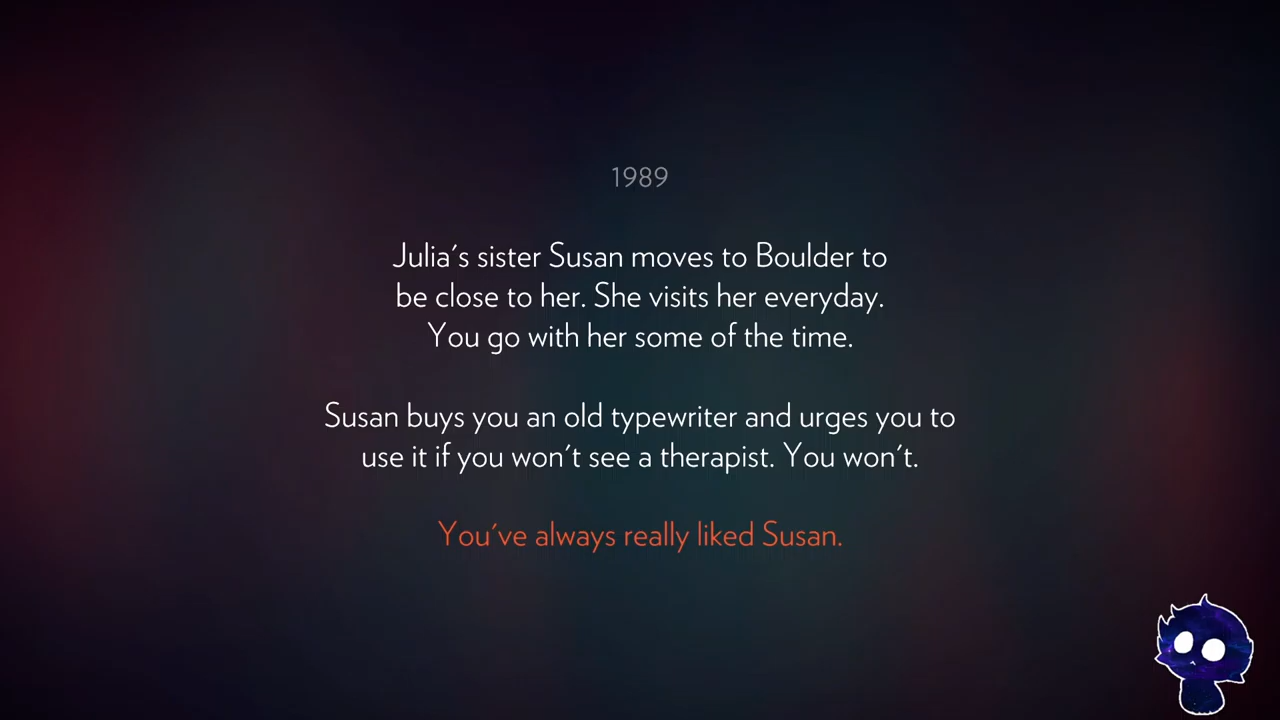 1989
Julia's sister Susan moves to Boulder to
be close to her. She visits her everyday.
You go with her some of the time.
Susan buys you an old typewriter and urges you to
use it if you won't see a therapist. You won't.
You've always really liked Susan.